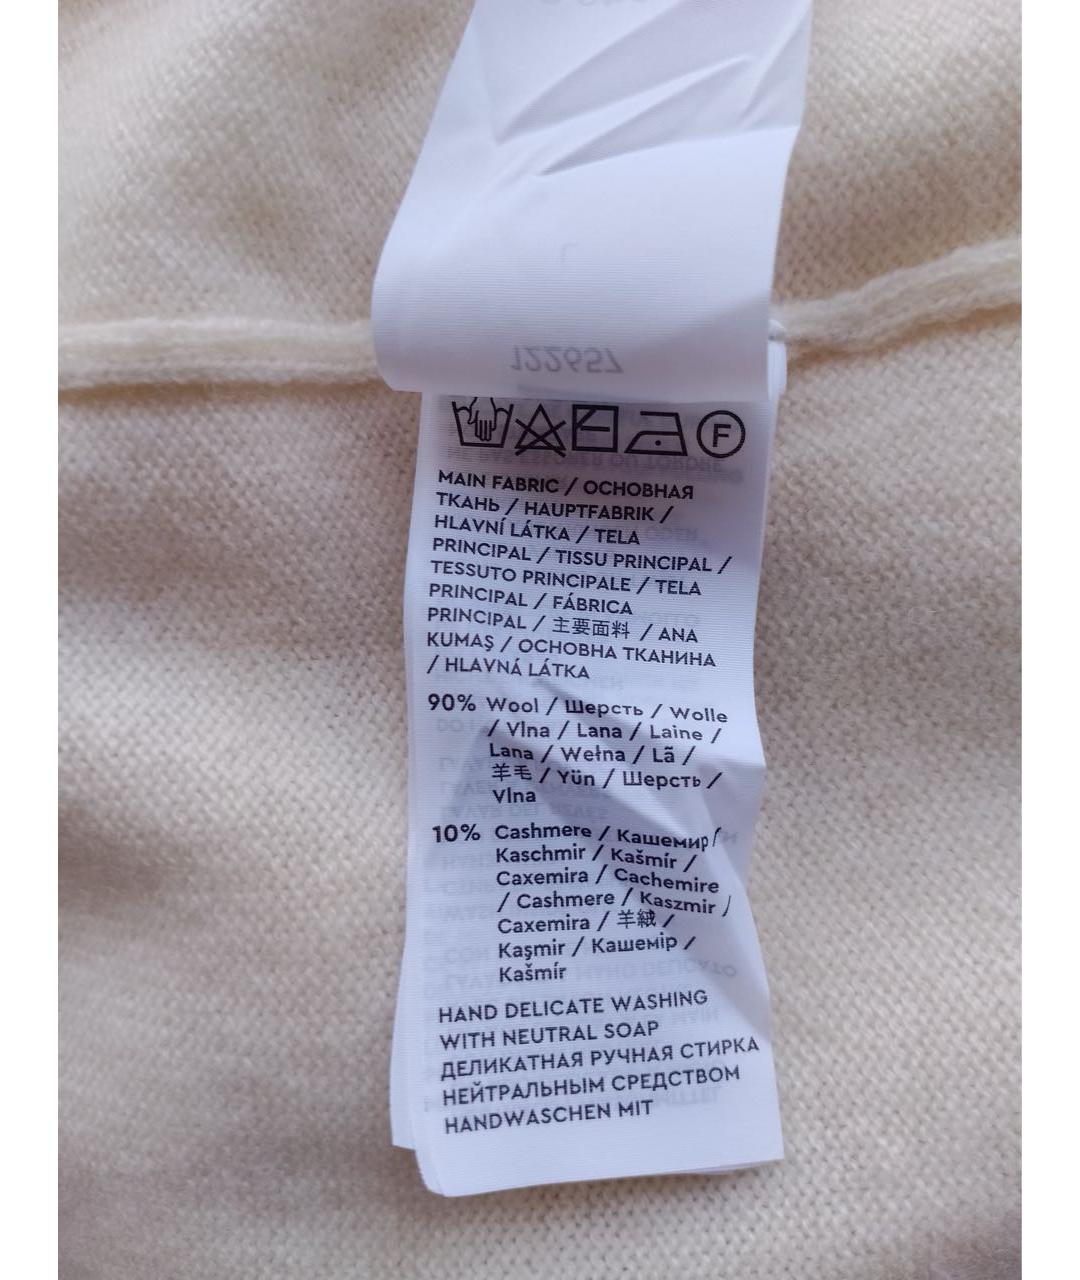 122657
F
MAIN FABRIC / ОСНОВНАЯ
ТКАНЬ / HAUPTFABRIK /
HLAVNÍ LÁTKA / TELA
PRINCIPAL / TISSU PRINCIPAL /
TESSUTO PRINCIPALE / TELA
PRINCIPAL / FÁBRICA
PRINCIPAL / 主要面料 / ANA
KUMAŞ / ОСНОВНА ТКАНИНА
/ HLAVNÁ LÁTKA
90% Wool / Шерсть / Wolle
/ Vlna / Lana / Laine /
Lana / Wełna / Lã /
羊毛 / Yün / Шерсть /
Vlna
10% Cashmere / Кашемир /
Kaschmir / Kašmír /
Caxemira / Cachemire
/ Cashmere / Kaszmir /
Caxemira / 羊絨 /
Kaşmir / Кашемір /
Kašmír
HAND DELICATE WASHING
WITH NEUTRAL SOAP
ДЕЛИКАТНАЯ РУЧНАЯ СТИРКА
НЕЙТРАЛЬНЫМ СРЕДСТВОМ
HANDWASCHEN MIT